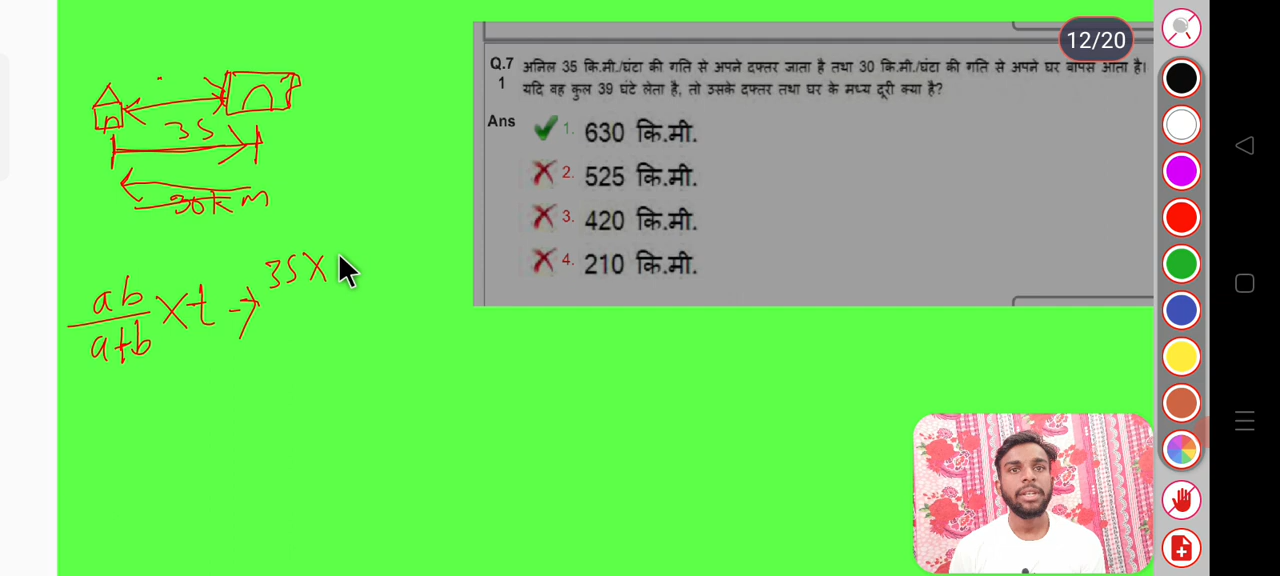 12/20
Q.7 अनिल 35 कि.मी./घंटा की गति से अपने दफ्तर जाता है तथा 30 कि.मी./घंटा की गति से अपने घर वापस आता है।
1 यदि वह कुल 39 घंटे लेता है, तो उसके दफ्तर तथा घर के मध्य दूरी क्या है?
Ans 1. 630 कि.मी.
2. 525 कि.मी.
3. 420 कि.मी.
4. 210 कि.मी.
35
30km
ab/a+b × t → 35×